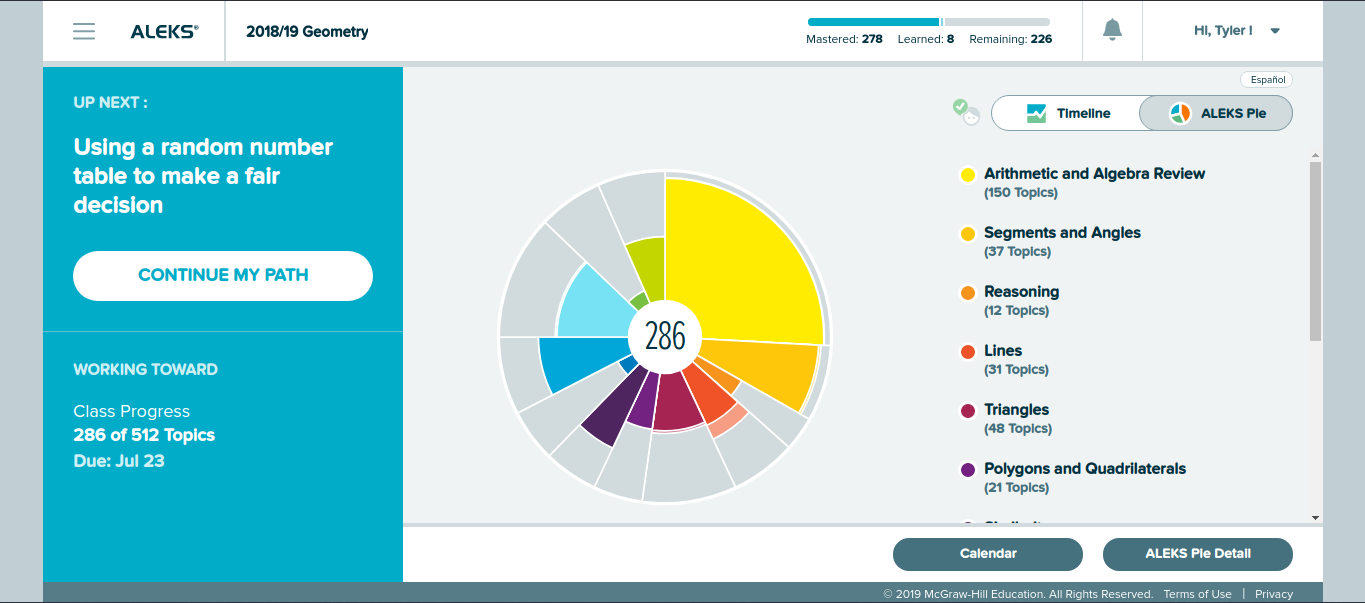 ALEKS®
2018/19 Geometry
Mastered: 278 Learned: 8 Remaining: 226
Hi, Tyler !
UP NEXT :
Using a random number
table to make a fair
decision
CONTINUE MY PATH
WORKING TOWARD
Class Progress
286 of 512 Topics
Due: Jul 23
Español
Timeline
ALEKS Pie
286
Arithmetic and Algebra Review
(150 Topics)
Segments and Angles
(37 Topics)
Reasoning
(12 Topics)
Lines
(31 Topics)
Triangles
(48 Topics)
Polygons and Quadrilaterals
(21 Topics)
Calendar
ALEKS Pie Detail
© 2019 McGraw-Hill Education. All Rights Reserved. Terms of Use | Privacy